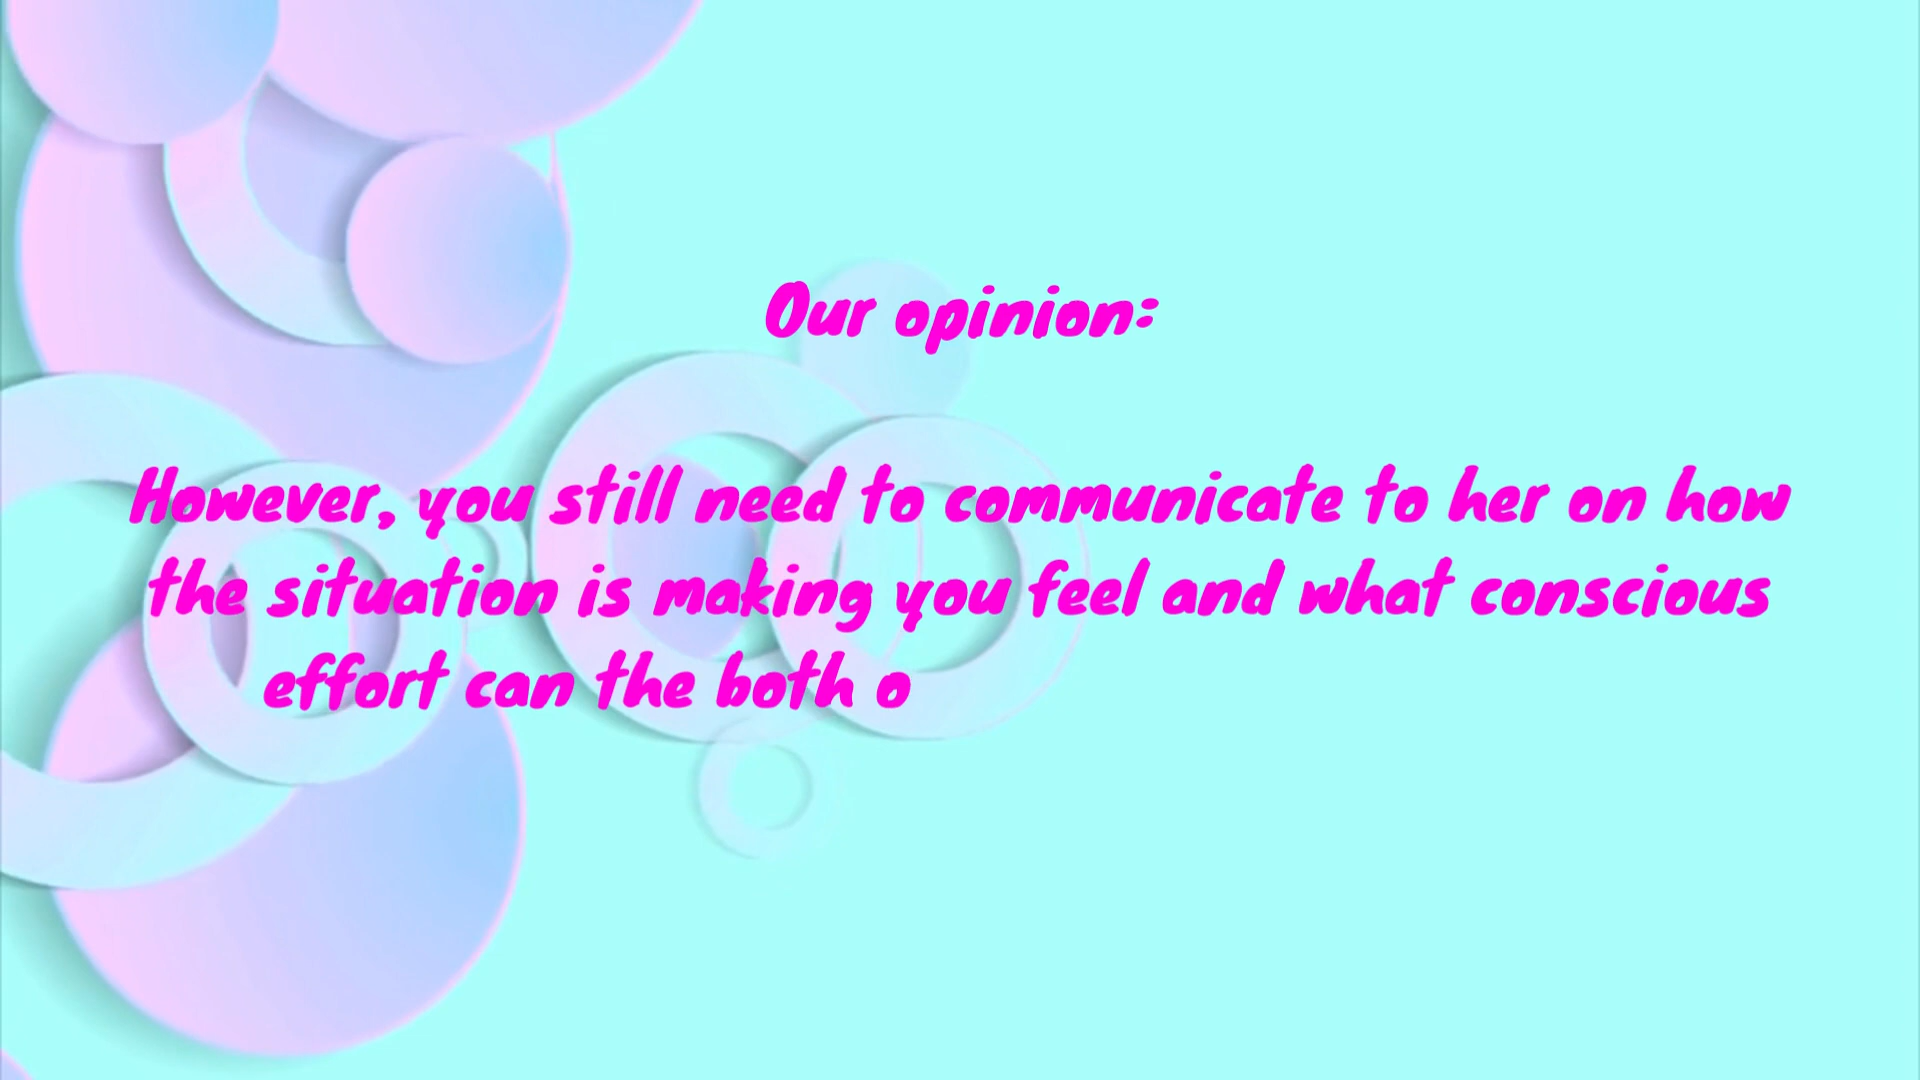 Our opinion:
However, you still need to communicate to her on how
the situation is making you feel and what conscious
effort can the both o